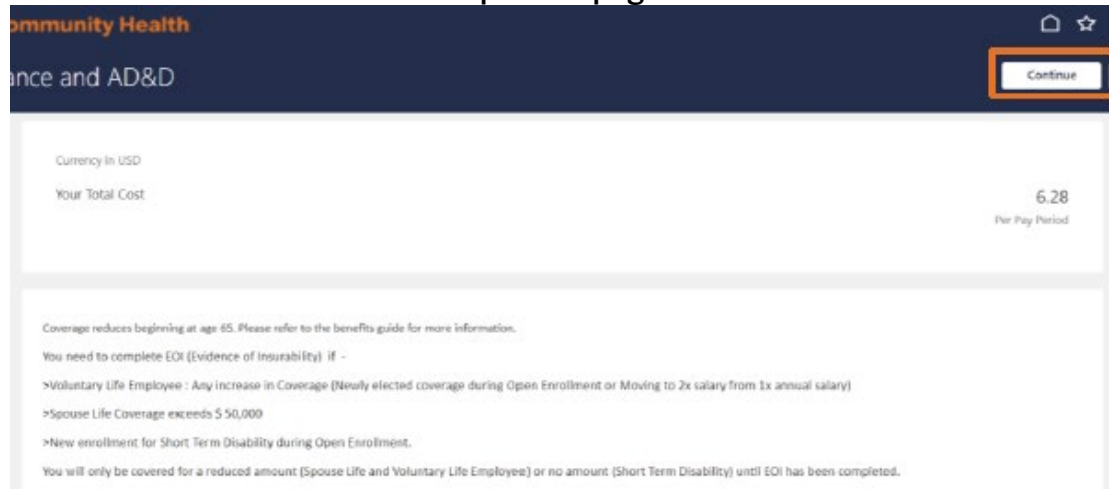 ommunity Health
ance and AD&D
Continue
Currency in USD
Your Total Cost
6.28
Per Pay Period
Coverage reduces beginning at age 65. Please refer to the benefits guide for more information.
You need to complete EOI (Evidence of Insurability) if -
>Voluntary Life Employee : Any increase in Coverage (Newly elected coverage during Open Enrollment or Moving to 2x salary from 1x annual salary)
>Spouse Life Coverage exceeds $ 50,000
>New enrollment for Short Term Disability during Open Enrollment.
You will only be covered for a reduced amount (Spouse Life and Voluntary Life Employee) or no amount (Short Term Disability) until EOI has been completed.